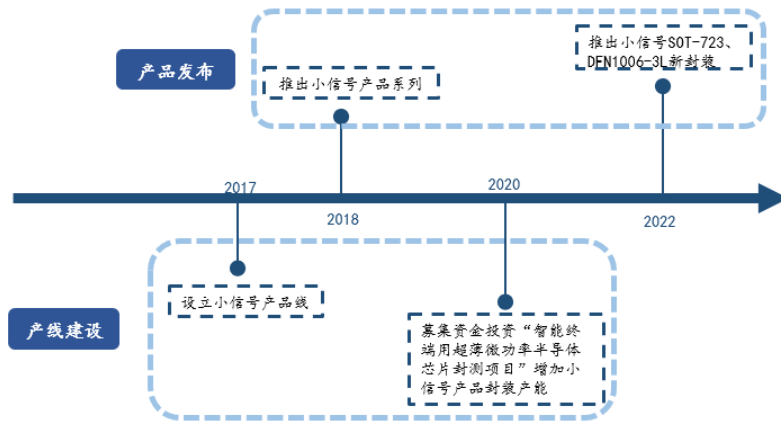 产品发布
推出小信号产品系列
推出小信号SOT-723、
DFN1006-3L新封装
2017
2018
2020
2022
产线建设
设立小信号产品线
募集资金投资“智能终
端用超薄微功率半导体
芯片封测项目”增加小
信号产品封装产能